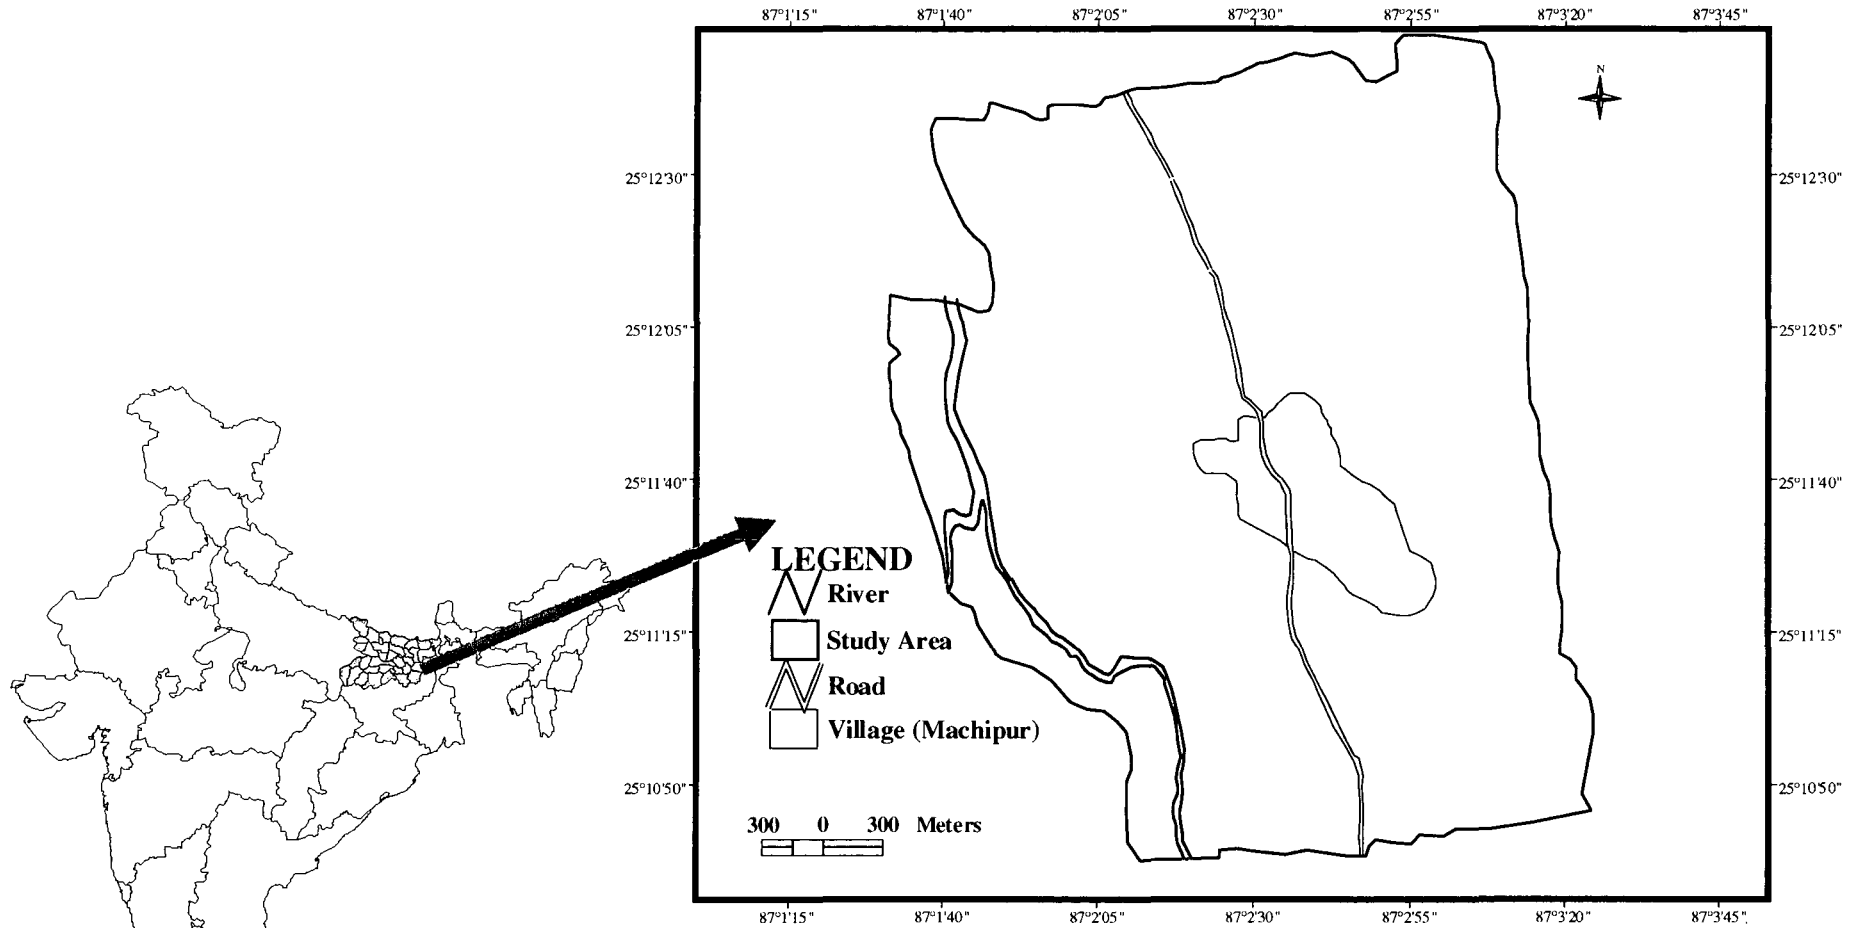 87°1'15" 87°1'40" 87°2'05" 87°2'30" 87°2'55" 87°3'20" 87°3'45"
N
25°12'30" 25°12'30"
25°12'05" 25°12'05"
25°11'40" 25°11'40"
LEGEND
River
25°11'15" Study Area 25°11'15"
Road
Village (Machipur)
25°10'50" 25°10'50"
300 0 300 Meters
87°1'15" 87°1'40" 87°2'05" 87°2'30" 87°2'55" 87°3'20" 87°3'45"